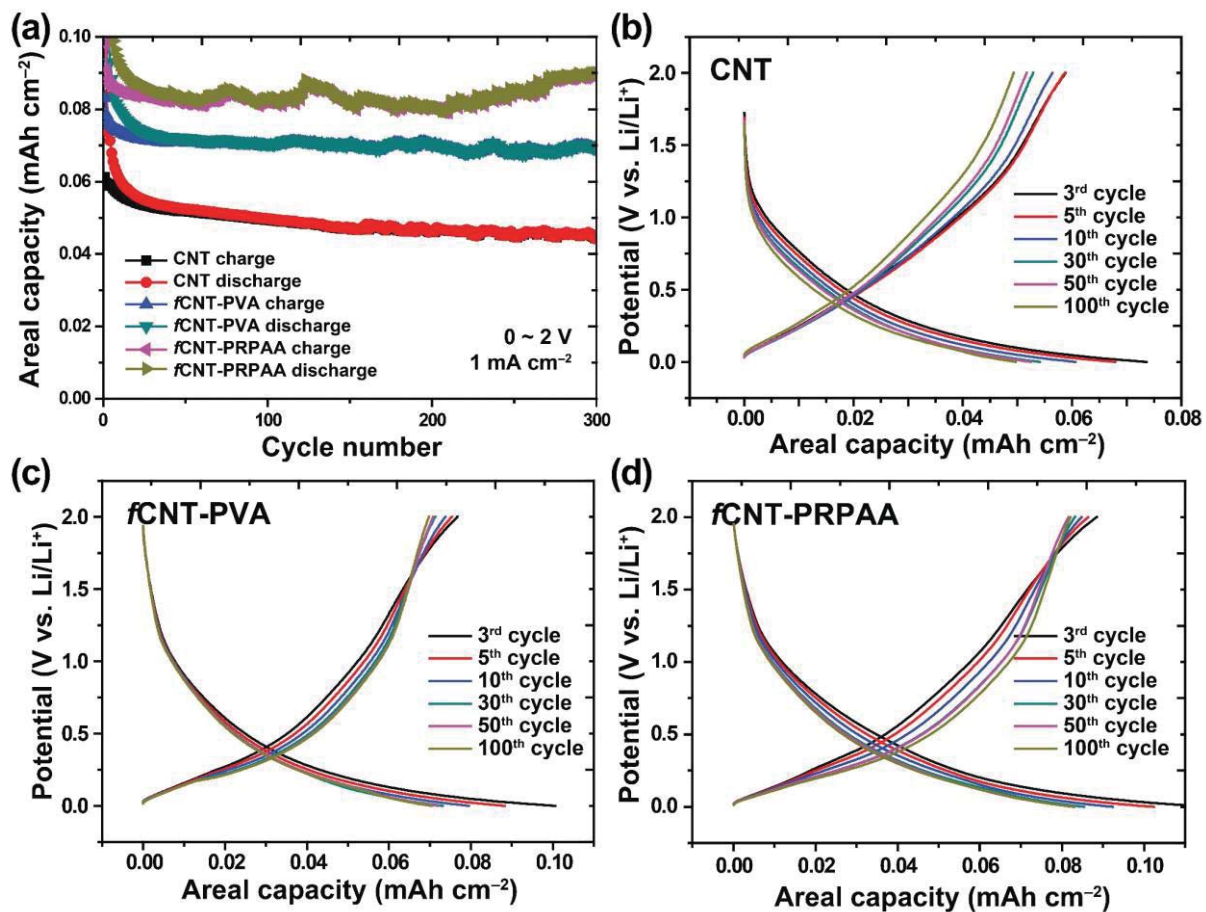 (a)
Areal capacity (mAh cm⁻²)
0.10
0.08
0.06
0.04
0.02
0.00
CNT charge
CNT discharge
fCNT-PVA charge
fCNT-PVA discharge
fCNT-PRPAA charge
fCNT-PRPAA discharge
0 ~ 2 V
1 mA cm⁻²
0 100 200 300
Cycle number
(b)
CNT
Potential (V vs. Li/Li⁺)
2.0
1.5
1.0
0.5
0.0
3rd cycle
5th cycle
10th cycle
30th cycle
50th cycle
100th cycle
0.00 0.02 0.04 0.06 0.08
Areal capacity (mAh cm⁻²)
(c)
fCNT-PVA
Potential (V vs. Li/Li⁺)
2.0
1.5
1.0
0.5
0.0
3rd cycle
5th cycle
10th cycle
30th cycle
50th cycle
100th cycle
0.00 0.02 0.04 0.06 0.08 0.10
Areal capacity (mAh cm⁻²)
(d)
fCNT-PRPAA
Potential (V vs. Li/Li⁺)
2.0
1.5
1.0
0.5
0.0
3rd cycle
5th cycle
10th cycle
30th cycle
50th cycle
100th cycle
0.00 0.02 0.04 0.06 0.08 0.10
Areal capacity (mAh cm⁻²)